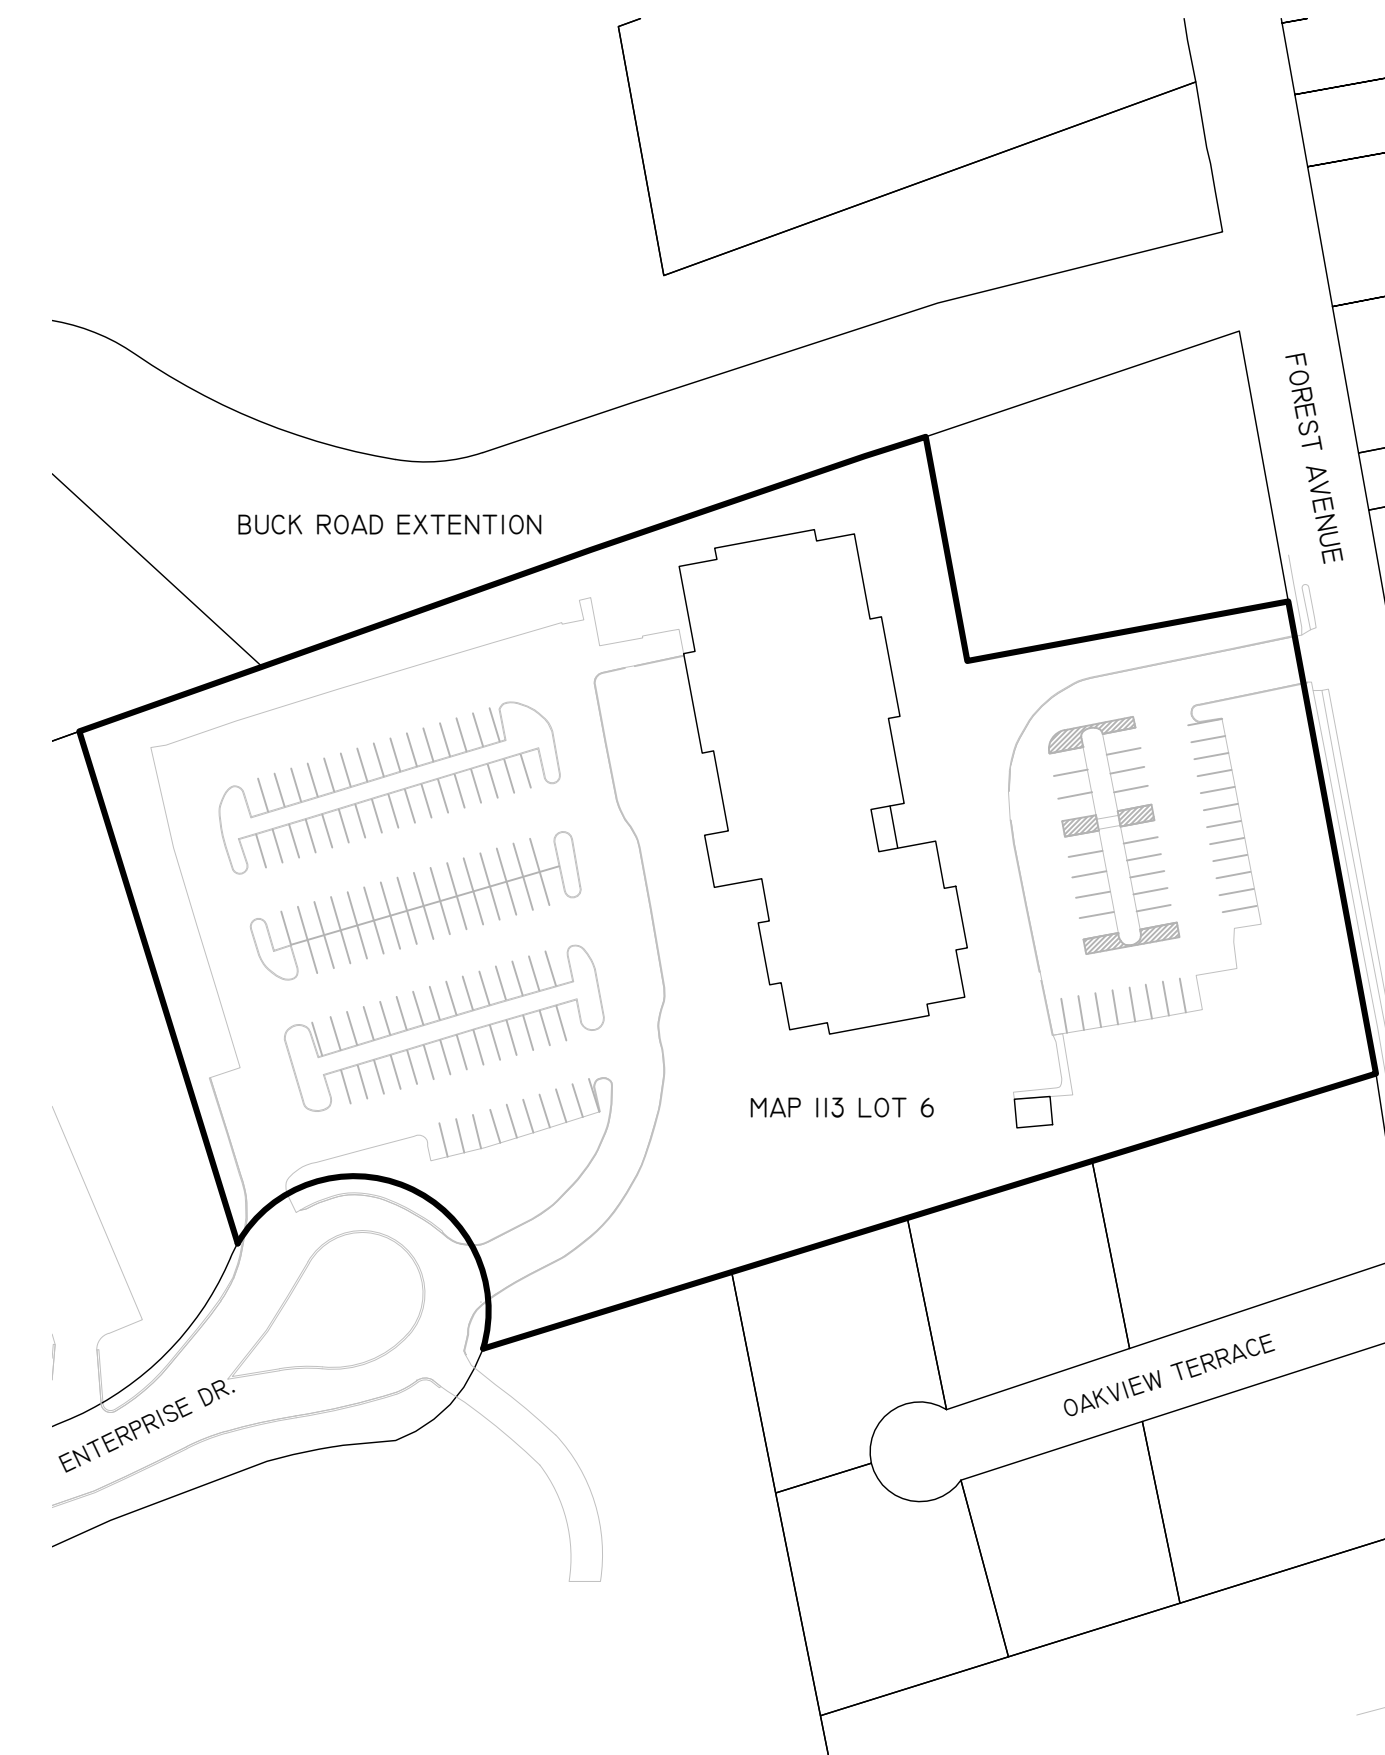 FOREST AVENUE
BUCK ROAD EXTENTION
MAP 113 LOT 6
OAKVIEW TERRACE
ENTERPRISE DR.